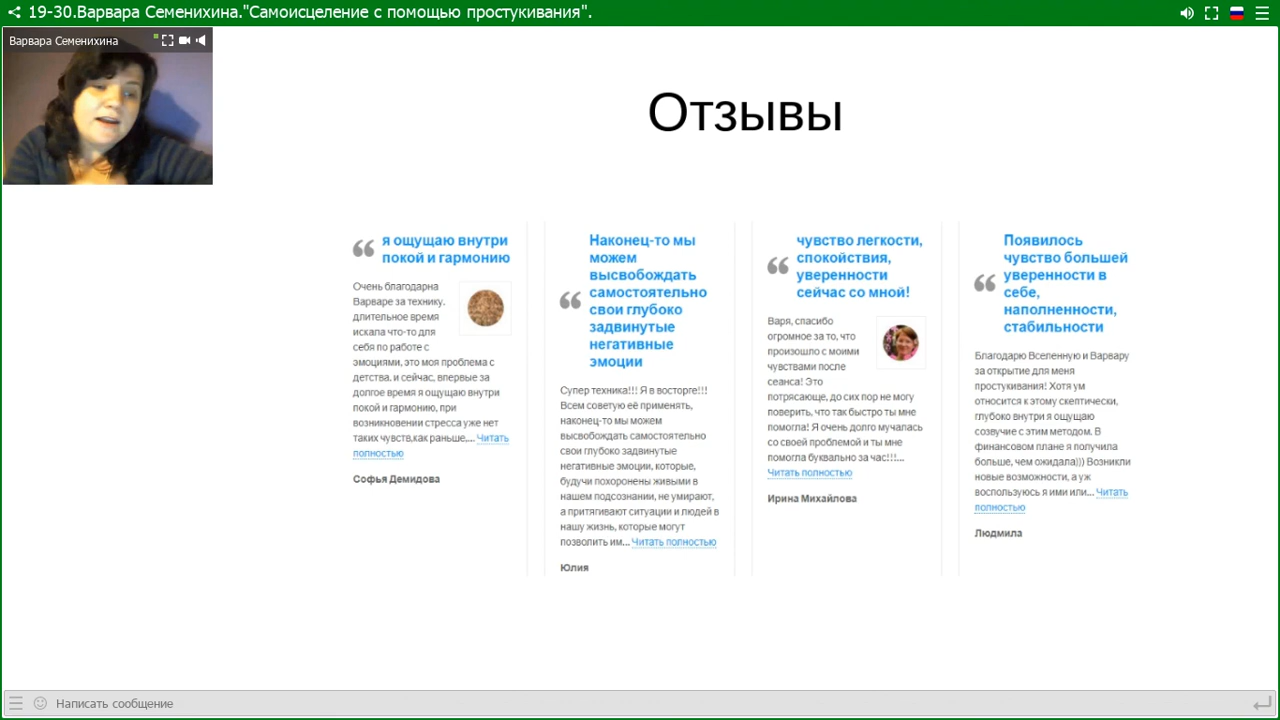 19-30.Варвара Семенихина."Самоисцеление с помощью простукивания".
Варвара Семенихина
Отзывы
я ощущаю внутри
покой и гармонию
Очень благодарна
Варваре за технику.
длительное время
искала что-то для
себя по работе с
эмоциями, это моя проблема с
детства. и сейчас, впервые за
долгое время я ощущаю внутри
покой и гармонию, при
возникновении стресса уже нет
таких чувств,как раньше,... Читать
полностью
Софья Демидова
Наконец-то мы
можем
высвобождать
самостоятельно
свои глубоко
задвинутые
негативные
эмоции
Супер техника!!! Я в восторге!!!
Всем советую её применять,
наконец-то мы можем
высвобождать самостоятельно
свои глубоко задвинутые
негативные эмоции, которые,
будучи похоронены живыми в
нашем подсознании, не умирают,
а притягивают ситуации и людей в
нашу жизнь, которые могут
позволить им... Читать полностью
Юлия
чувство легкости,
спокойствия,
уверенности
сейчас со мной!
Варя, спасибо
огромное за то, что
произошло с моими
чувствами после
сеанса! Это
потрясающе, до сих пор не могу
поверить, что так быстро ты мне
помогла! Я очень долго мучалась
со своей проблемой и ты мне
помогла буквально за час!!!...
Читать полностью
Ирина Михайлова
Появилось
чувство большей
уверенности в
себе,
наполненности,
стабильности
Благодарю Вселенную и Варвару
за открытие для меня
простукивания! Хотя ум
относится к этому скептически,
глубоко внутри я ощущаю
созвучие с этим методом. В
финансовом плане я получила
больше, чем ожидала))) Возникли
новые возможности, а уж
воспользуюсь я ими или... Читать
полностью
Людмила
Написать сообщение